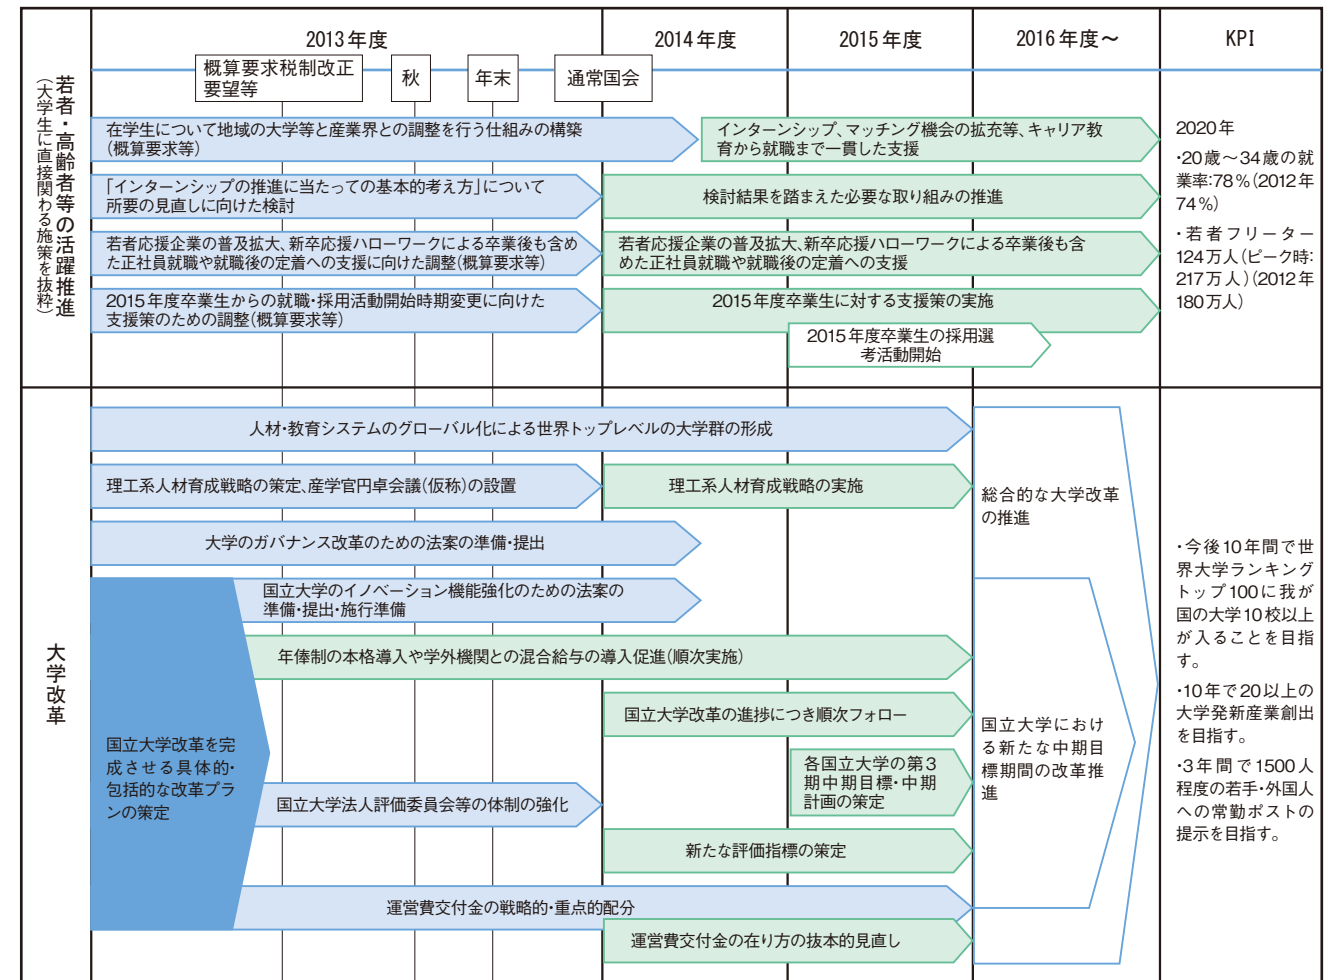 2013年度
2014年度
2015年度
2016年度～
KPI
概算要求税制改正
要望等
秋
年末
通常国会
若者・高齢者等の活躍推進
（大学生に直接関わる施策を抜粋）
在学生について地域の大学等と産業界との調整を行う仕組みの構築
（概算要求等）
インターンシップ、マッチング機会の拡充等、キャリア教
育から就職まで一貫した支援
「インターンシップの推進に当たっての基本的考え方」について
所要の見直しに向けた検討
検討結果を踏まえた必要な取り組みの推進
若者応援企業の普及拡大、新卒応援ハローワークによる卒業後も含め
た正社員就職や就職後の定着への支援に向けた調整（概算要求等）
若者応援企業の普及拡大、新卒応援ハローワークによる卒業後も含
めた正社員就職や就職後の定着への支援
2015年度卒業生からの就職・採用活動開始時期変更に向けた
支援策のための調整（概算要求等）
2015年度卒業生に対する支援策の実施
2015年度卒業生の採用選
考活動開始
2020年
・20歳～34歳の就
業率:78％（2012年
74％）
・若者フリーター
124万人（ピーク時:
217万人）（2012年
180万人）
大学改革
人材・教育システムのグローバル化による世界トップレベルの大学群の形成
理工系人材育成戦略の策定、産学官円卓会議（仮称）の設置
理工系人材育成戦略の実施
大学のガバナンス改革のための法案の準備・提出
国立大学のイノベーション機能強化のための法案の
準備・提出・施行準備
年俸制の本格導入や学外機関との混合給与の導入促進（順次実施）
国立大学改革の進捗につき順次フォロー
国立大学改革を完
成させる具体的・
包括的な改革プラ
ンの策定
各国立大学の第3
期中期目標・中期
計画の策定
国立大学法人評価委員会等の体制の強化
新たな評価指標の策定
運営費交付金の戦略的・重点的配分
運営費交付金の在り方の抜本的見直し
総合的な大学改革
の推進
国立大学におけ
る新たな中期目
標期間の改革推
進
・今後10年間で世
界大学ランキング
トップ100に我が
国の大学10校以上
が入ることを目指
す。
・10年で20以上の
大学発新産業創出
を目指す。
・3年間で1500人
程度の若手・外国人
への常勤ポストの
提示を目指す。